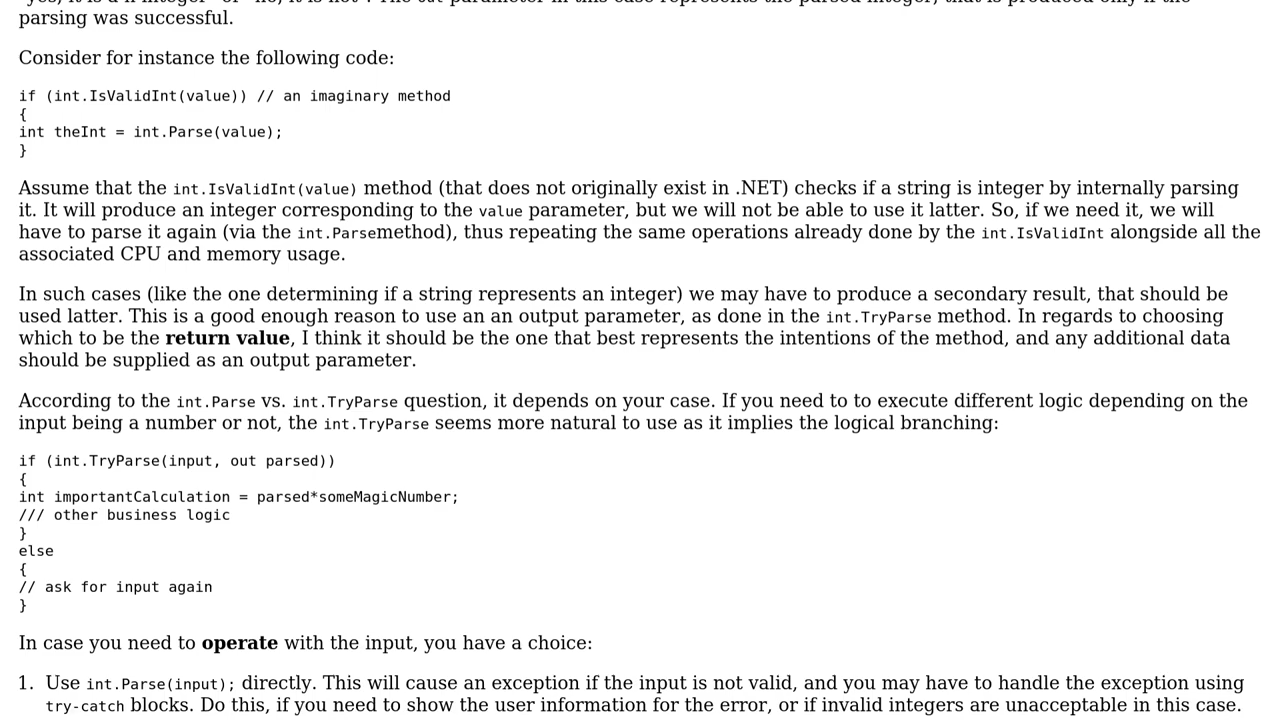 parsing was successful.
Consider for instance the following code:
if (int.IsValidInt(value)) // an imaginary method
{
int theInt = int.Parse(value);
}
Assume that the int.IsValidInt(value) method (that does not originally exist in .NET) checks if a string is integer by internally parsing
it. It will produce an integer corresponding to the value parameter, but we will not be able to use it latter. So, if we need it, we will
have to parse it again (via the int.Parsemethod), thus repeating the same operations already done by the int.IsValidInt alongside all the
associated CPU and memory usage.
In such cases (like the one determining if a string represents an integer) we may have to produce a secondary result, that should be
used latter. This is a good enough reason to use an an output parameter, as done in the int.TryParse method. In regards to choosing
which to be the return value, I think it should be the one that best represents the intentions of the method, and any additional data
should be supplied as an output parameter.
According to the int.Parse vs. int.TryParse question, it depends on your case. If you need to to execute different logic depending on the
input being a number or not, the int.TryParse seems more natural to use as it implies the logical branching:
if (int.TryParse(input, out parsed))
{
int importantCalculation = parsed*someMagicNumber;
/// other business logic
}
else
{
// ask for input again
}
In case you need to operate with the input, you have a choice:
1. Use int.Parse(input); directly. This will cause an exception if the input is not valid, and you may have to handle the exception using
try-catch blocks. Do this, if you need to show the user information for the error, or if invalid integers are unacceptable in this case.